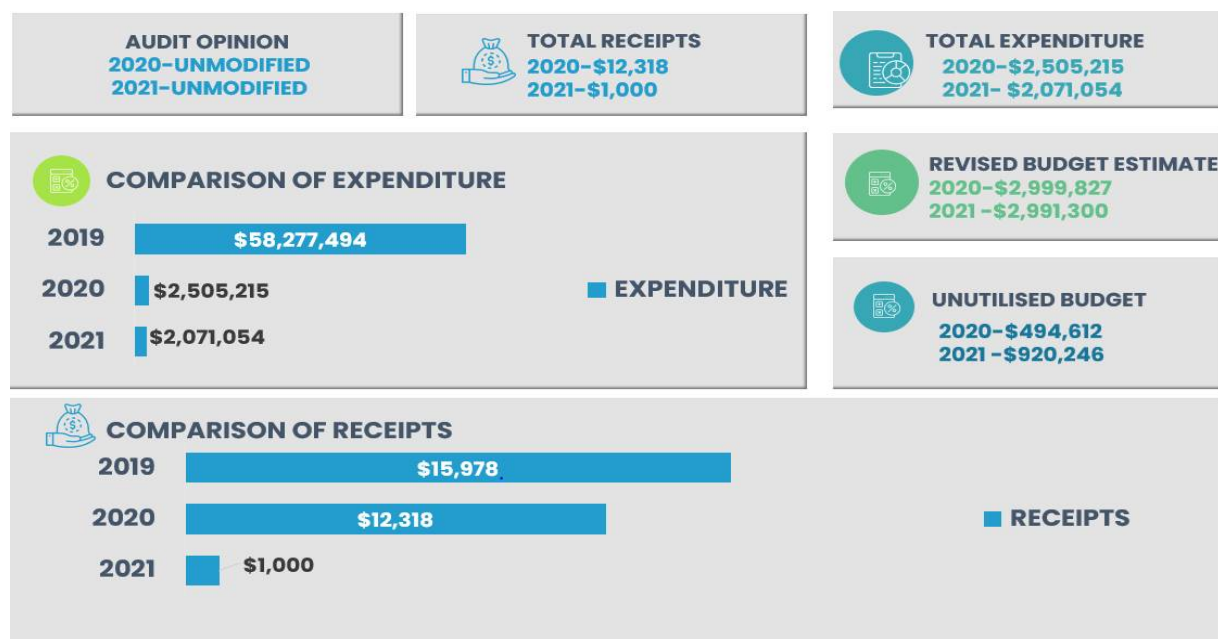 AUDIT OPINION
2020-UNMODIFIED
2021-UNMODIFIED
TOTAL RECEIPTS
2020-$12,318
2021-$1,000
TOTAL EXPENDITURE
2020-$2,505,215
2021- $2,071,054
COMPARISON OF EXPENDITURE
2019
$58,277,494
2020
$2,505,215
2021
$2,071,054
EXPENDITURE
REVISED BUDGET ESTIMATE
2020-$2,999,827
2021 -$2,991,300
UNUTILISED BUDGET
2020-$494,612
2021 -$920,246
COMPARISON OF RECEIPTS
2019
$15,978
2020
$12,318
2021
$1,000
RECEIPTS